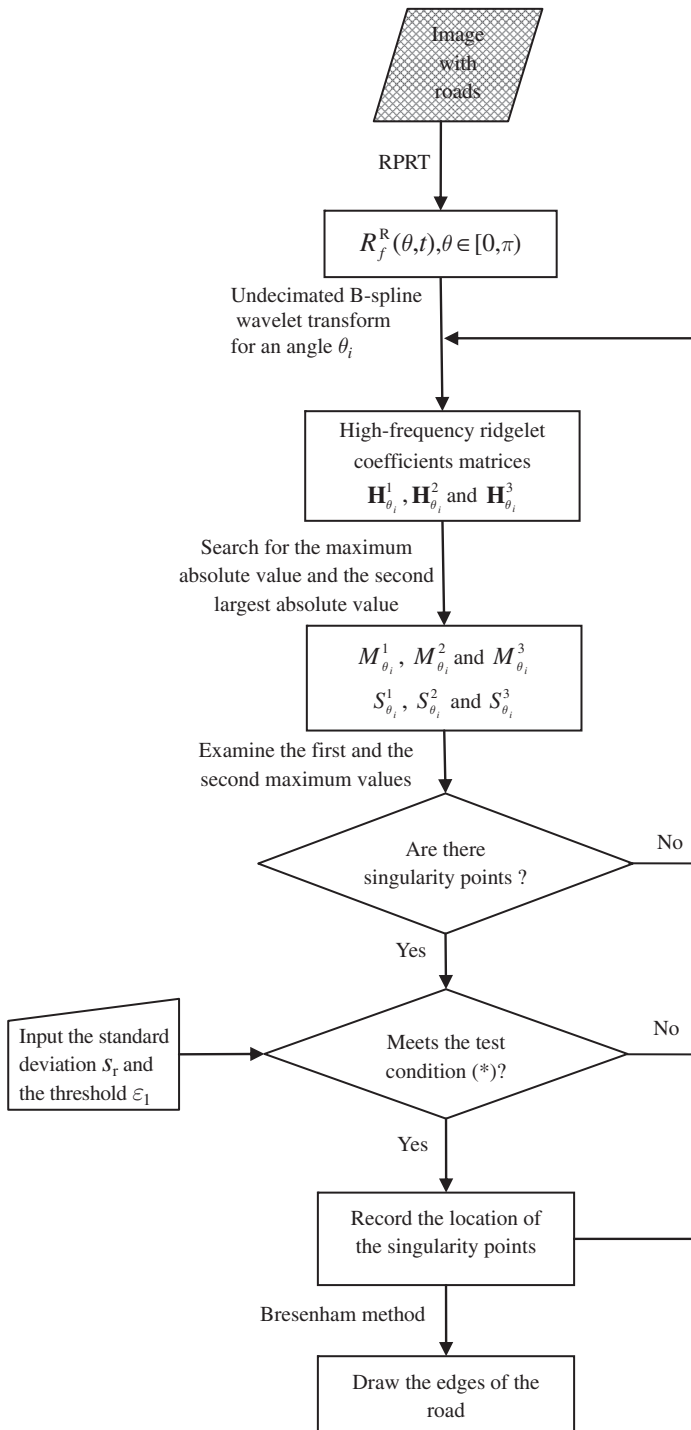 Image
with
roads
RPRT
R_f^R(θ,t),θ∈[0,π)
Undecimated B-spline
wavelet transform
for an angle θ_i
High-frequency ridgelet
coefficients matrices
H_{θ_i}^1, H_{θ_i}^2 and H_{θ_i}^3
Search for the maximum
absolute value and the second
largest absolute value
M_{θ_i}^1, M_{θ_i}^2 and M_{θ_i}^3
S_{θ_i}^1, S_{θ_i}^2 and S_{θ_i}^3
Examine the first and the
second maximum values
Are there
singularity points ?
No
Yes
Input the standard
deviation s_r and
the threshold ε_1
Meets the test
condition (*)?
No
Yes
Record the location of
the singularity points
Bresenham method
Draw the edges of the
road